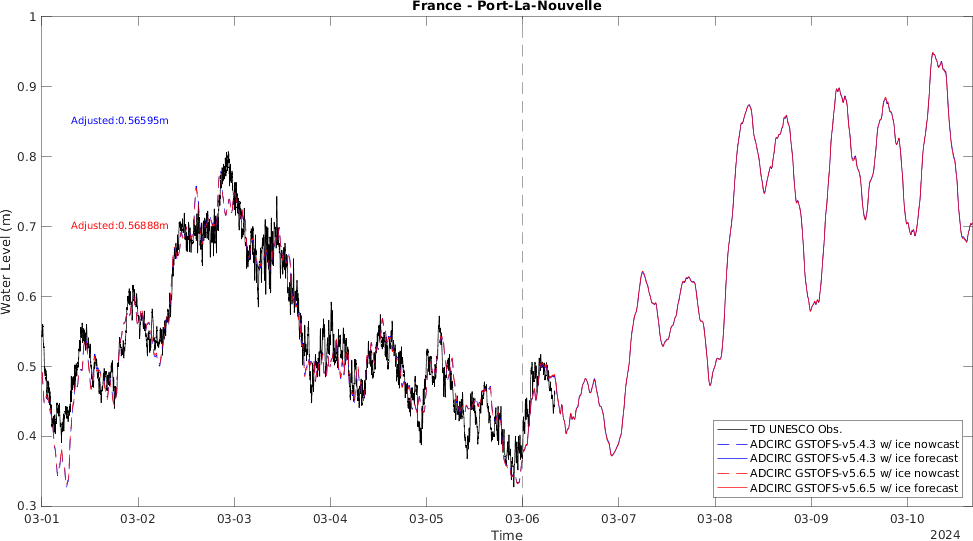 France - Port-La-Nouvelle
1
0.9
0.8
0.7
0.6
0.5
0.4
0.3
Water Level (m)
Adjusted:0.56595m
Adjusted:0.56888m
TD UNESCO Obs.
ADCIRC GSTOFS-v5.4.3 w/ ice nowcast
ADCIRC GSTOFS-v5.4.3 w/ ice forecast
ADCIRC GSTOFS-v5.6.5 w/ ice nowcast
ADCIRC GSTOFS-v5.6.5 w/ ice forecast
03-01 03-02 03-03 03-04 03-05 03-06 03-07 03-08 03-09 03-10
Time
2024